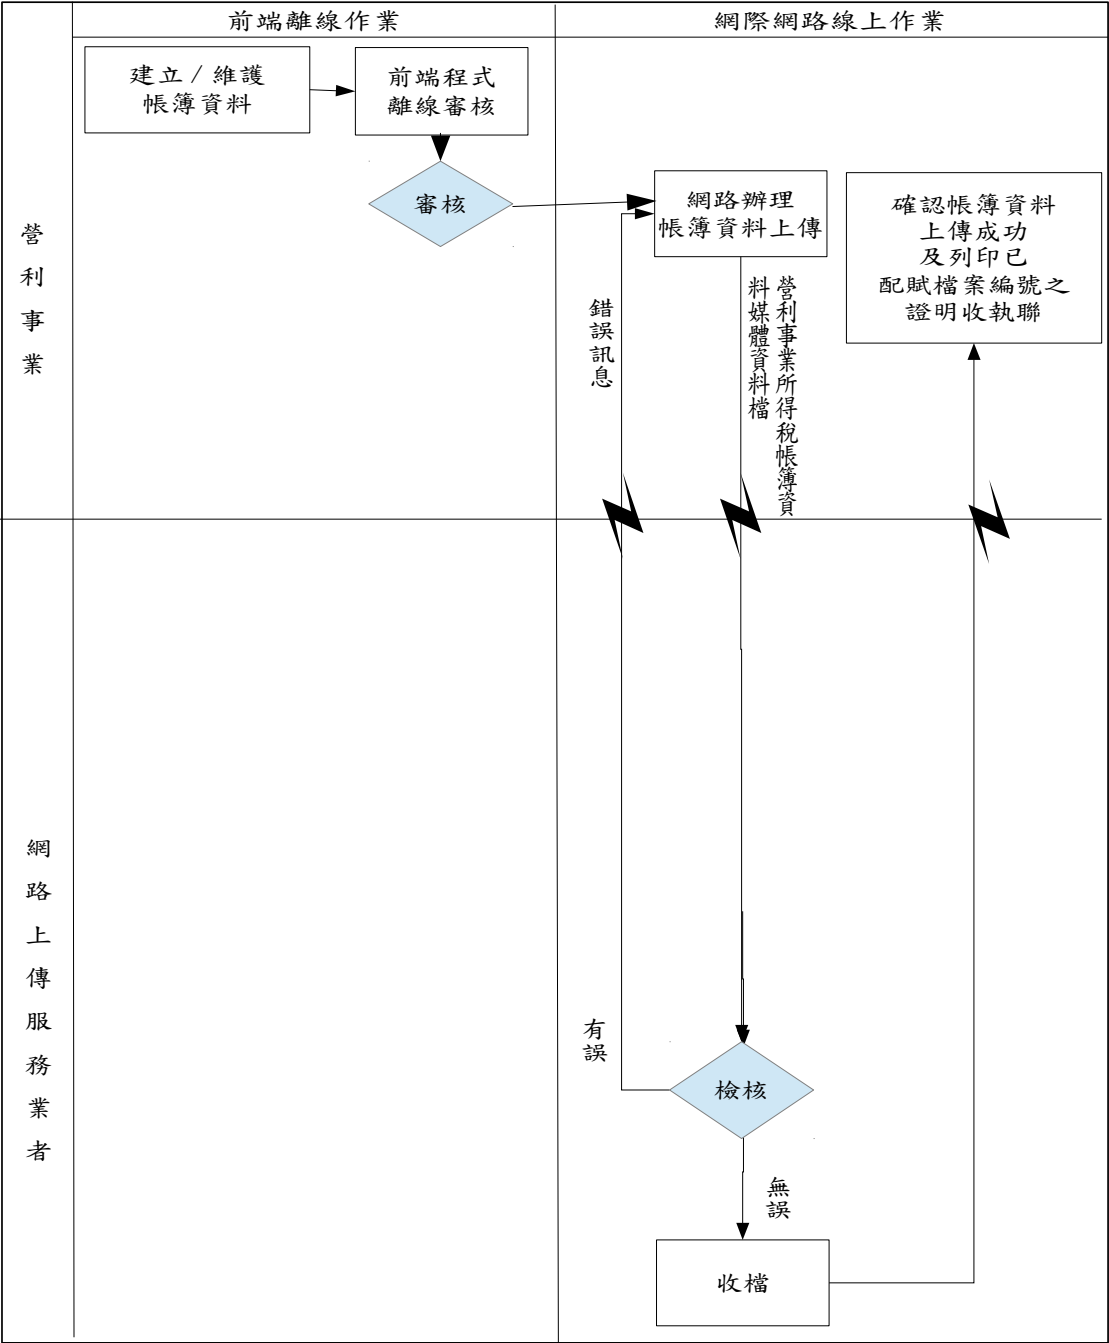 前端離線作業
網際網路線上作業
營利事業
建立／維護
帳簿資料
前端程式
離線審核
審核
網路辦理
帳簿資料上傳
確認帳簿資料
上傳成功
及列印已
配賦檔案編號之
證明收執聯
錯誤訊息
營利事業所得稅帳簿資
料媒體資料檔
網路上傳服務業者
有誤
檢核
無誤
收檔